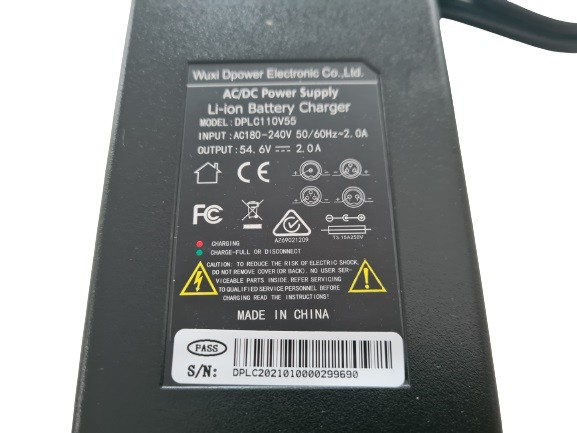 Wuxi Dpower Electronic Co.,Ltd.
AC/DC Power Supply
Li-ion Battery Charger
MODEL: DPLC110V55
INPUT: AC180-240V 50/60Hz~2.0A
OUTPUT: 54.6V⎓2.0A
CE
FC
AZ69021209
T3.15A250V
CHARGING
CHARGE-FULL OR DISCONNECT
CAUTION: TO REDUCE THE RISK OF ELECTRIC SHOCK,
DO NOT REMOVE COVER (OR BACK). NO USER SER-
VICEABLE PARTS INSIDE. REFER SERVICING
TO QUALIFIED SERVICE PERSONNEL BEFORE
CHARGING READ THE INSTRUCTIONS!
MADE IN CHINA
PASS
S/N: DPLC2021010000299690